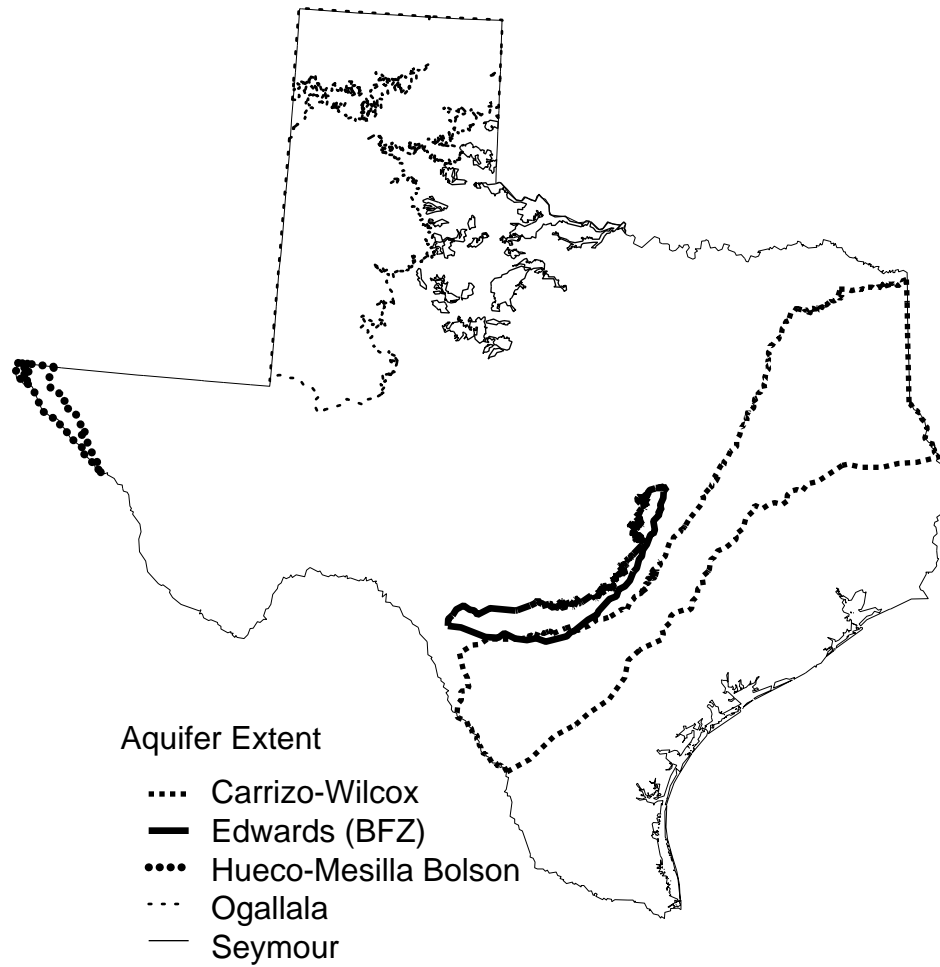 Aquifer Extent
Carrizo-Wilcox
Edwards (BFZ)
Hueco-Mesilla Bolson
Ogallala
Seymour